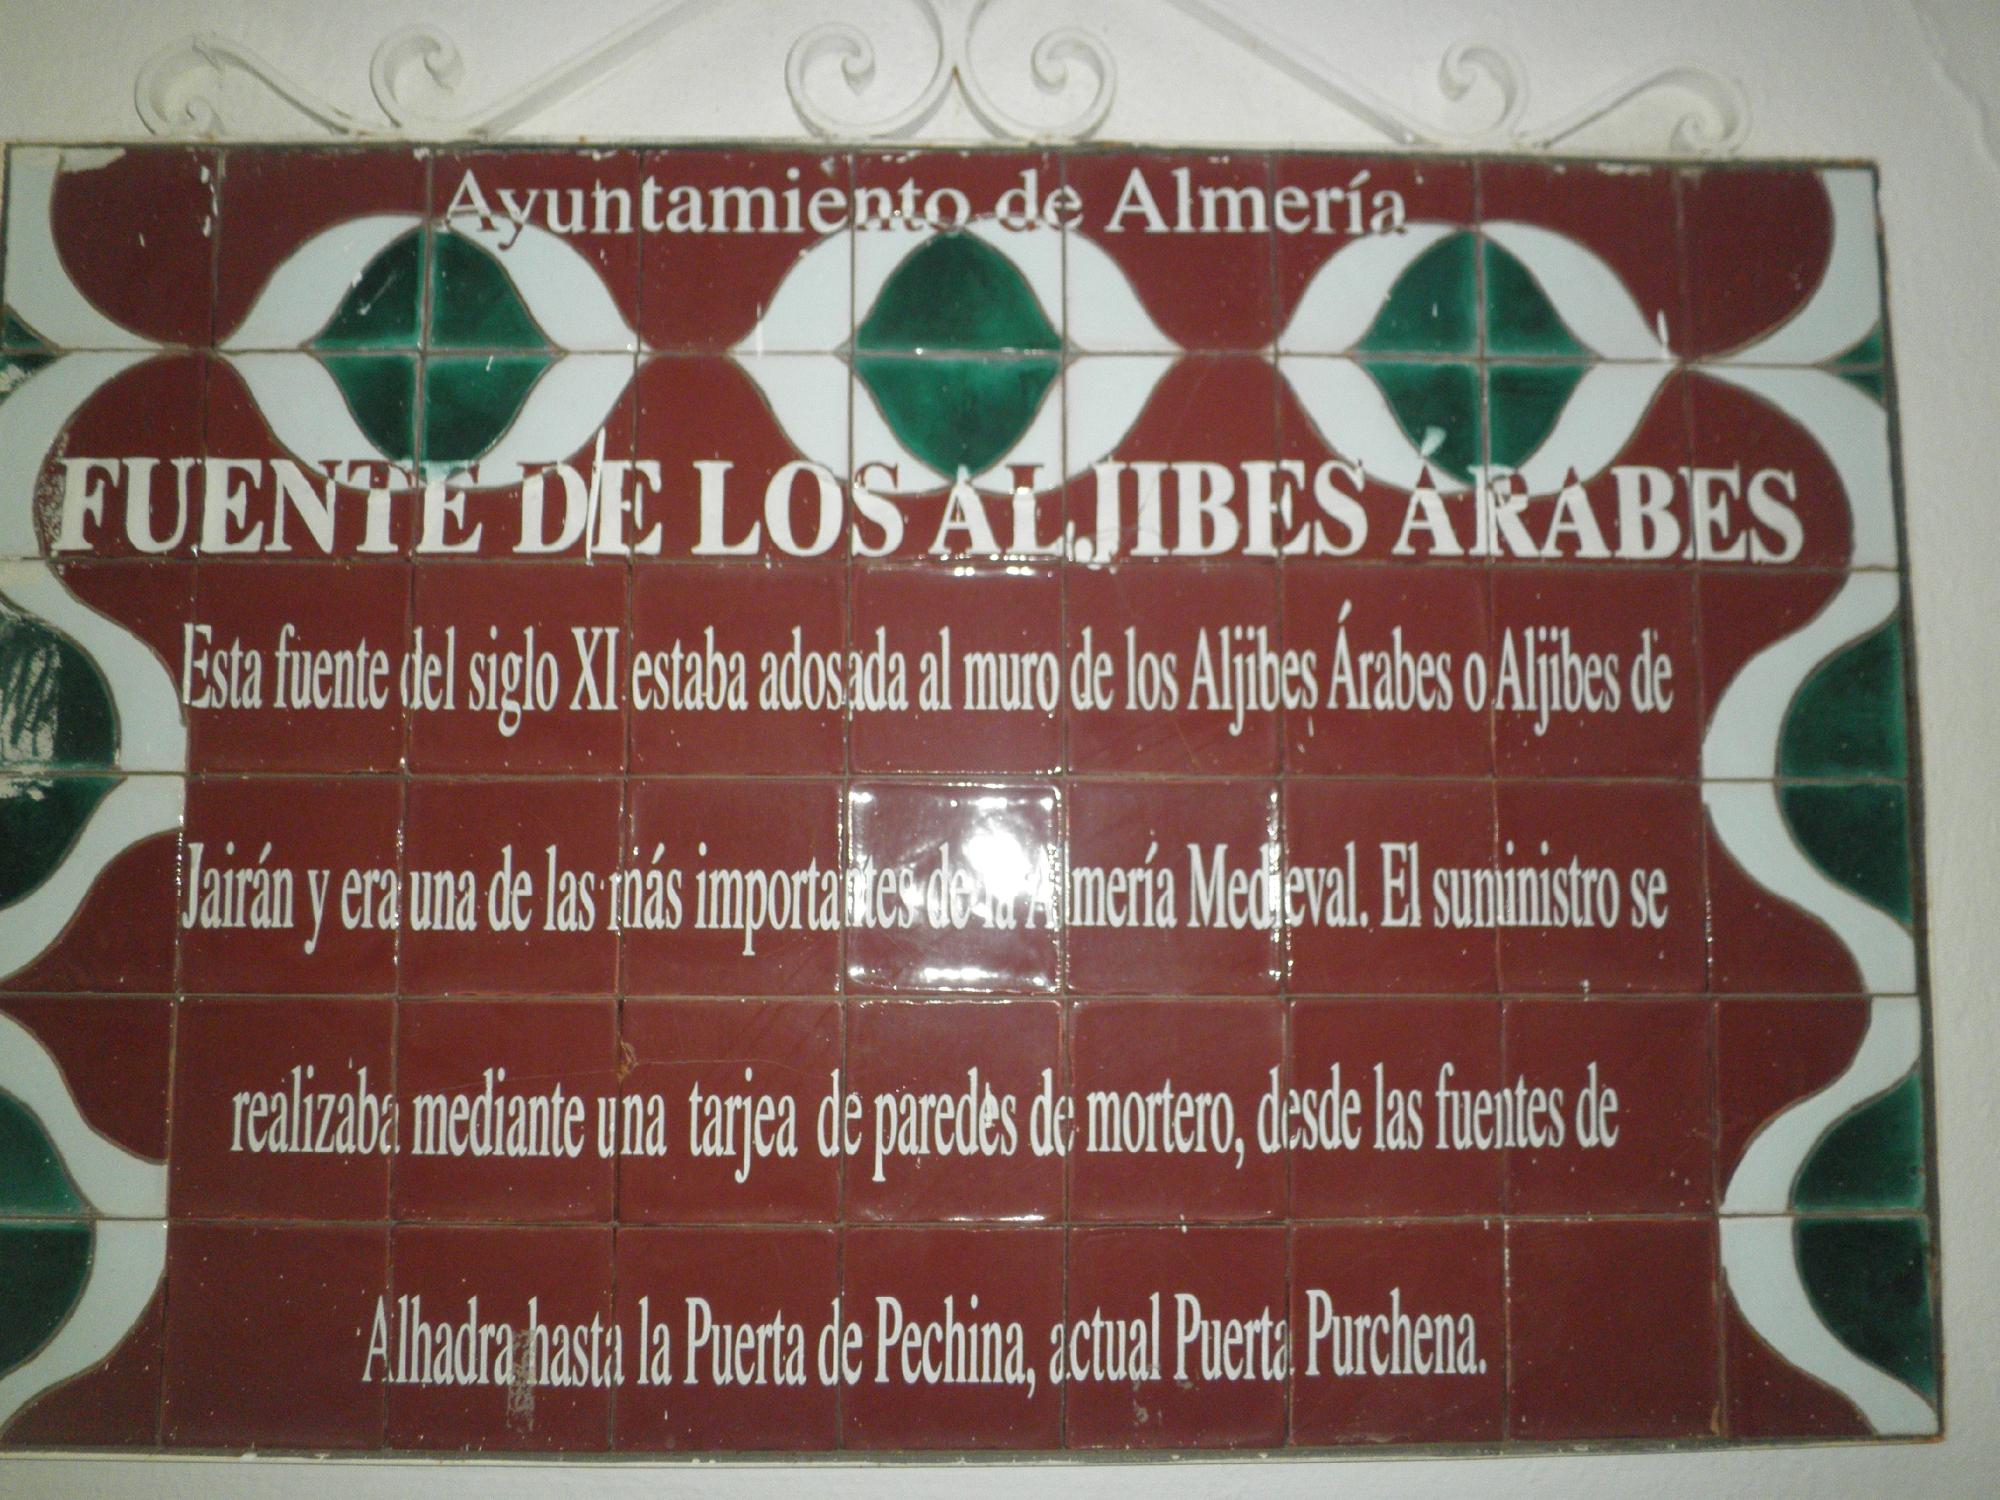 Ayuntamiento de Almería
FUENTE DE LOS ALJIBES ÁRABES
Esta fuente del siglo XI estaba adosada al muro de los Aljibes Árabes o Aljibes de
Jairán y era una de las más importantes de la Almería Medieval. El suministro se
realizaba mediante una tarjea de paredes de mortero, desde las fuentes de
Alhadra hasta la Puerta de Pechina, actual Puerta Purchena.